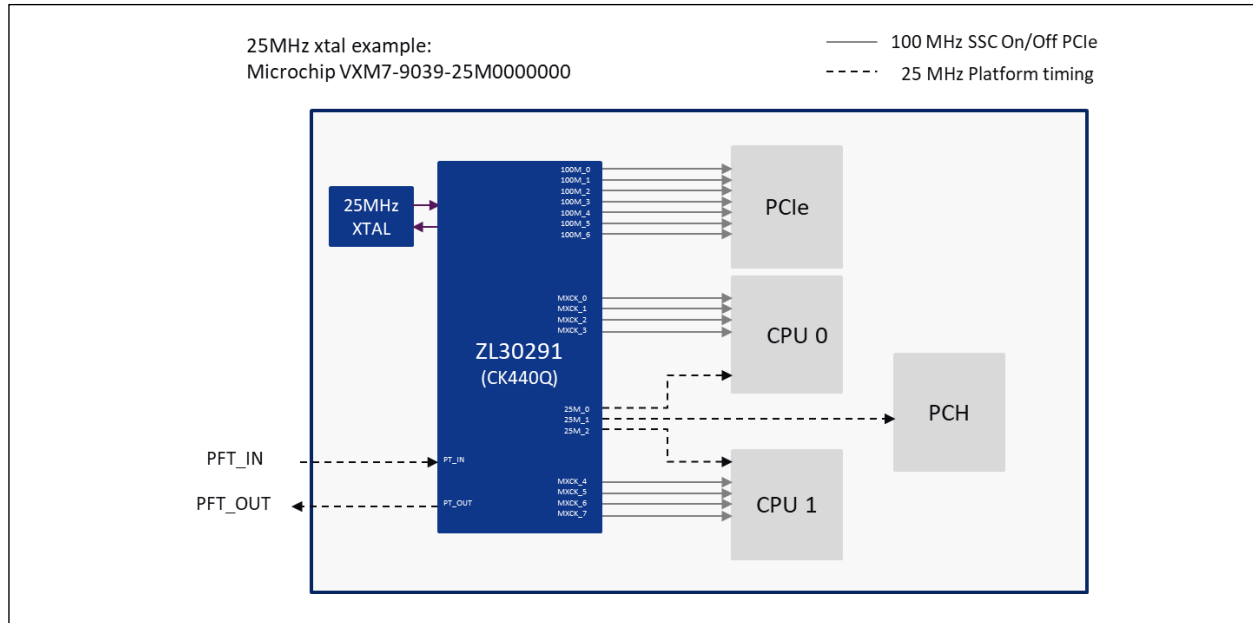 25MHz xtal example:
Microchip VXM7-9039-25M0000000
100 MHz SSC On/Off PCIe
25 MHz Platform timing
25MHz
XTAL
ZL30291
(CK440Q)
100M_0
100M_1
100M_2
100M_3
100M_4
100M_5
100M_6
MXCK_0
MXCK_1
MXCK_2
MXCK_3
25M_0
25M_1
25M_2
MXCK_4
MXCK_5
MXCK_6
MXCK_7
PT_IN
PT_OUT
PFT_IN
PFT_OUT
PCIe
CPU 0
PCH
CPU 1